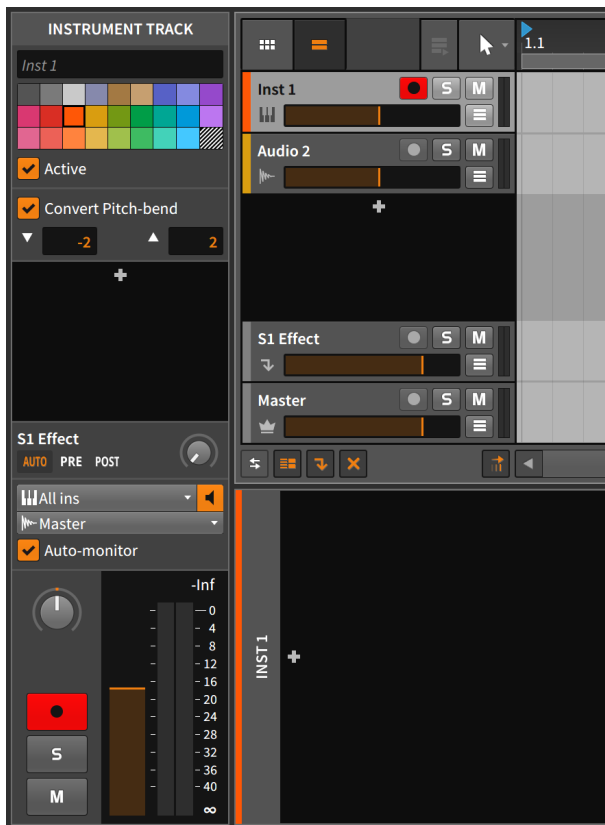 INSTRUMENT TRACK
Inst 1
Active
Convert Pitch-bend
-2
2
S1 Effect
AUTO PRE POST
All ins
Master
Auto-monitor
-Inf
0
4
8
12
16
20
24
28
32
36
40
∞
S
M
1.1
Inst 1
S M
Audio 2
S M
S1 Effect
S M
Master
S M
INST 1